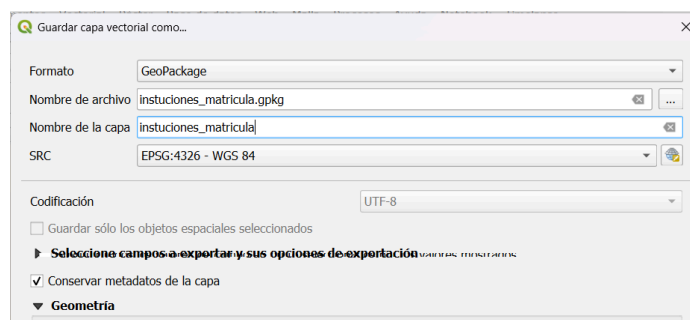 Guardar capa vectorial como...
Formato GeoPackage
Nombre de archivo instuciones_matricula.gpkg ...
Nombre de la capa instuciones_matricula
SRC EPSG:4326 - WGS 84
Codificación UTF-8
Guardar sólo los objetos espaciales seleccionados
Seleccione campos a exportar y sus opciones de exportación
Conservar metadatos de la capa
Geometría